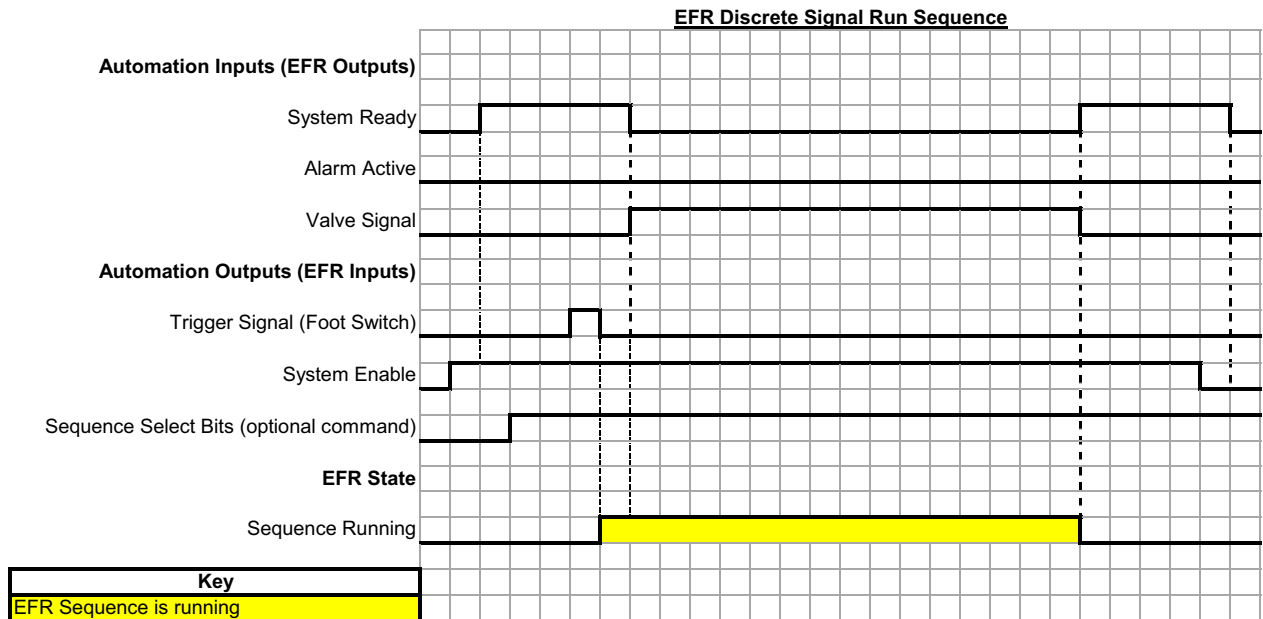 EFR Discrete Signal Run Sequence
Automation Inputs (EFR Outputs)
System Ready
Alarm Active
Valve Signal
Automation Outputs (EFR Inputs)
Trigger Signal (Foot Switch)
System Enable
Sequence Select Bits (optional command)
EFR State
Sequence Running
Key
EFR Sequence is running